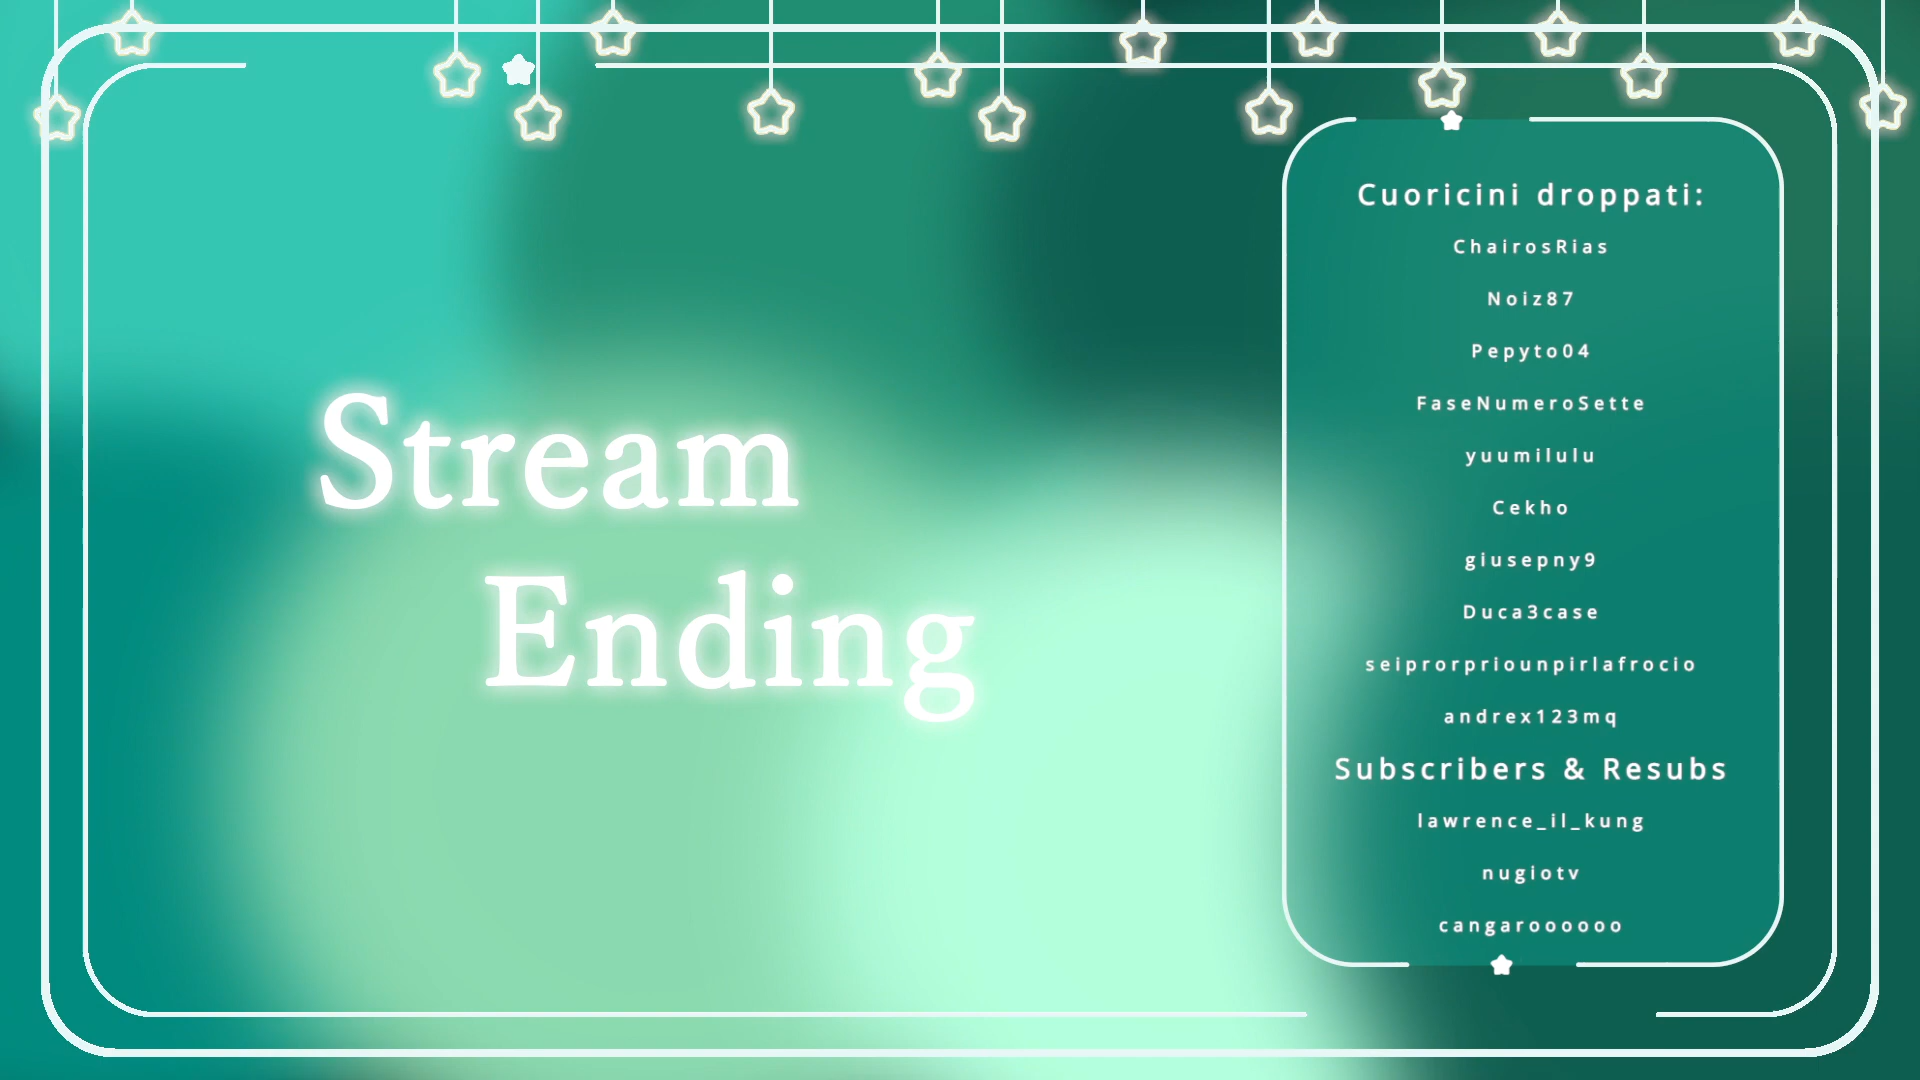 Stream
Ending
Cuoricini droppati:
ChairosRias
Noiz87
Pepyto04
FaseNumeroSette
yuumilulu
Cekho
giusepny9
Duca3case
seiprorpriounpirlafrocio
andrex123mq
Subscribers & Resubs
lawrence_il_kung
nugiotv
cangaroooooo